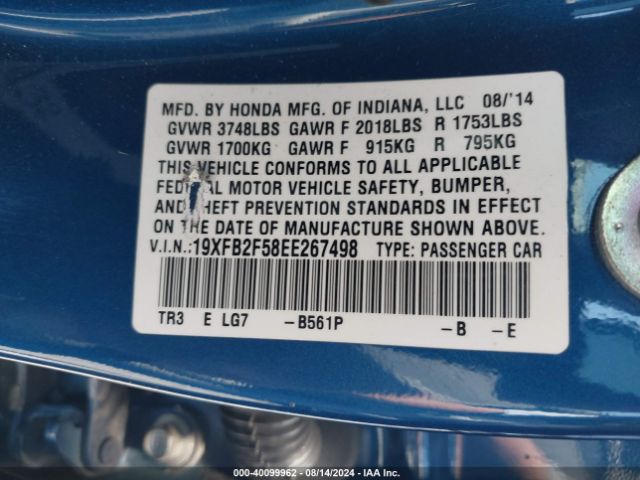 MFD. BY HONDA MFG. OF INDIANA, LLC 08/'14
GVWR 3748LBS GAWR F 2018LBS R 1753LBS
GVWR 1700KG GAWR F 915KG R 795KG
THIS VEHICLE CONFORMS TO ALL APPLICABLE
FEDERAL MOTOR VEHICLE SAFETY, BUMPER,
AND THEFT PREVENTION STANDARDS IN EFFECT
ON THE DATE OF MANUFACTURE SHOWN ABOVE.
V.I.N.:19XFB2F58EE267498 TYPE: PASSENGER CAR
TR3 E LG7 -B561P -B -E
000-40099962 - 08/14/2024 - IAA Inc.